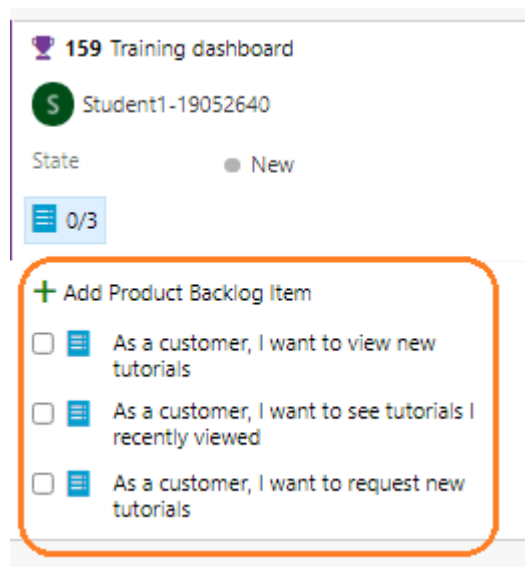 159 Training dashboard
S Student1-19052640
State New
0/3
+ Add Product Backlog Item
As a customer, I want to view new
tutorials
As a customer, I want to see tutorials I
recently viewed
As a customer, I want to request new
tutorials